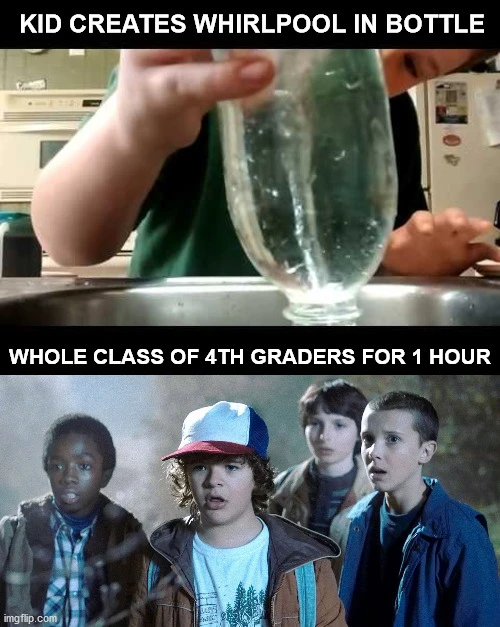 KID CREATES WHIRLPOOL IN BOTTLE
WHOLE CLASS OF 4TH GRADERS FOR 1 HOUR
imgflip.com